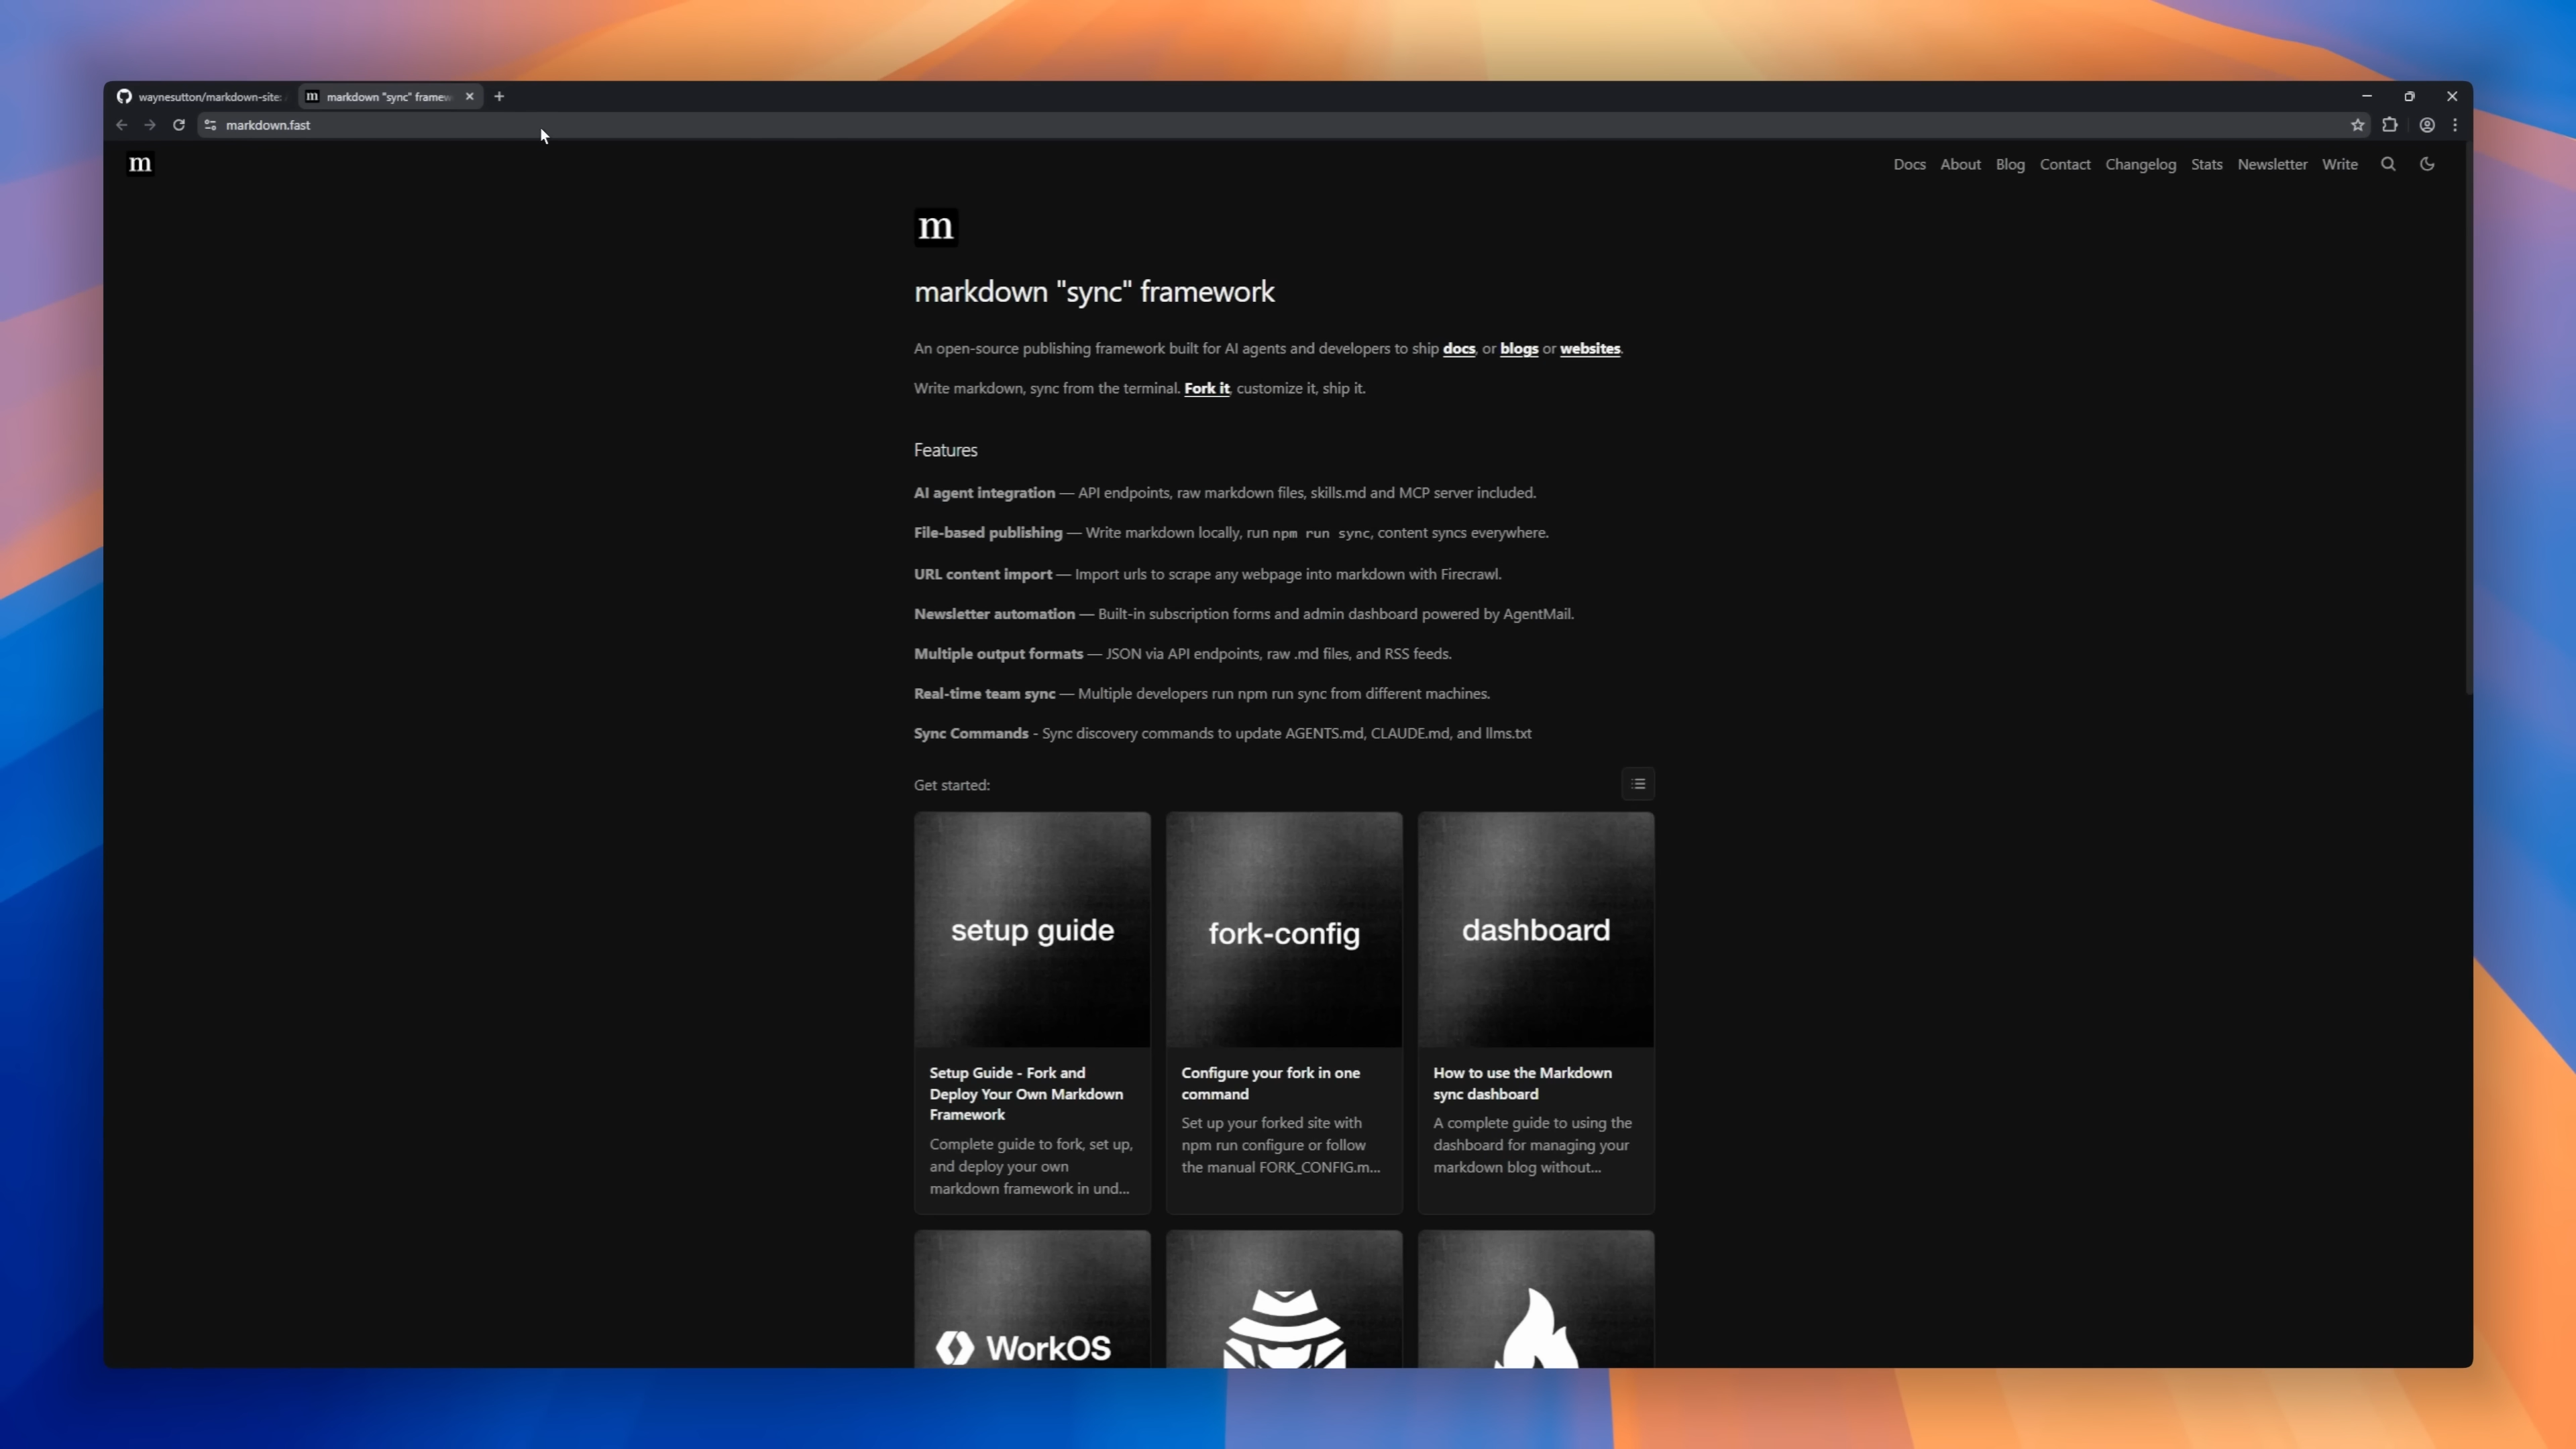 waynesutton/markdown-site:
m markdown "sync" framew
markdown.fast
m
Docs About Blog Contact Changelog Stats Newsletter Write
m
markdown "sync" framework
An open-source publishing framework built for AI agents and developers to ship docs, or blogs or websites.
Write markdown, sync from the terminal. Fork it, customize it, ship it.
Features
AI agent integration — API endpoints, raw markdown files, skills.md and MCP server included.
File-based publishing — Write markdown locally, run npm run sync, content syncs everywhere.
URL content import — Import urls to scrape any webpage into markdown with Firecrawl.
Newsletter automation — Built-in subscription forms and admin dashboard powered by AgentMail.
Multiple output formats — JSON via API endpoints, raw .md files, and RSS feeds.
Real-time team sync — Multiple developers run npm run sync from different machines.
Sync Commands - Sync discovery commands to update AGENTS.md, CLAUDE.md, and llms.txt
Get started:
setup guide
Setup Guide - Fork and
Deploy Your Own Markdown
Framework
Complete guide to fork, set up,
and deploy your own
markdown framework in und...
fork-config
Configure your fork in one
command
Set up your forked site with
npm run configure or follow
the manual FORK_CONFIG.m...
dashboard
How to use the Markdown
sync dashboard
A complete guide to using the
dashboard for managing your
markdown blog without...
WorkOS